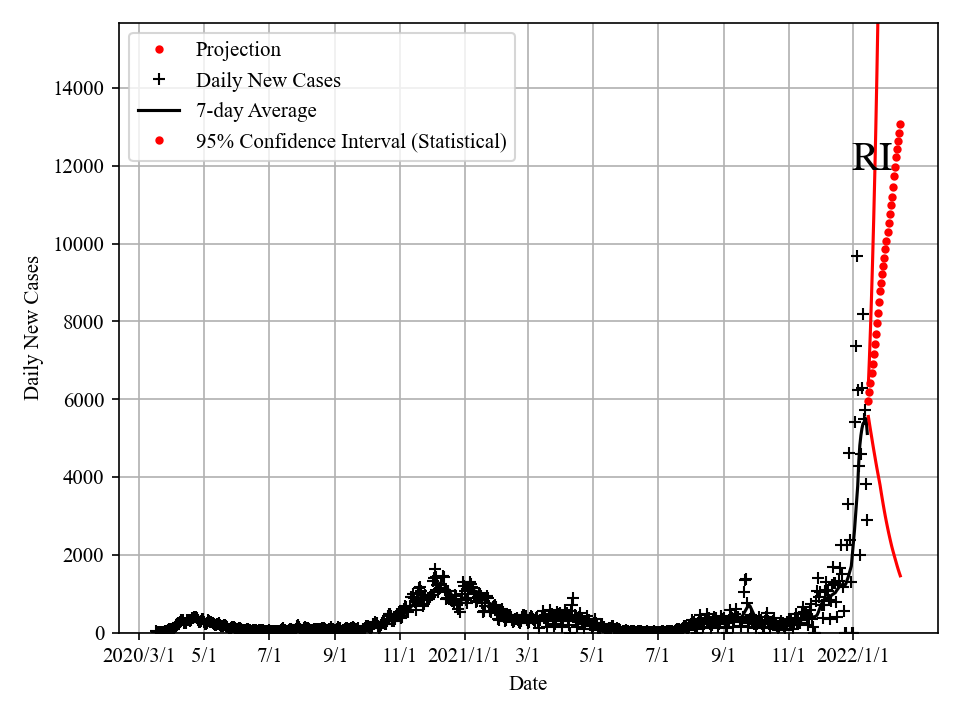 Projection
Daily New Cases
7-day Average
95% Confidence Interval (Statistical)
RI
14000
12000
10000
8000
6000
4000
2000
0
Daily New Cases
2020/3/1 5/1 7/1 9/1 11/1 2021/1/1 3/1 5/1 7/1 9/1 11/1 2022/1/1
Date